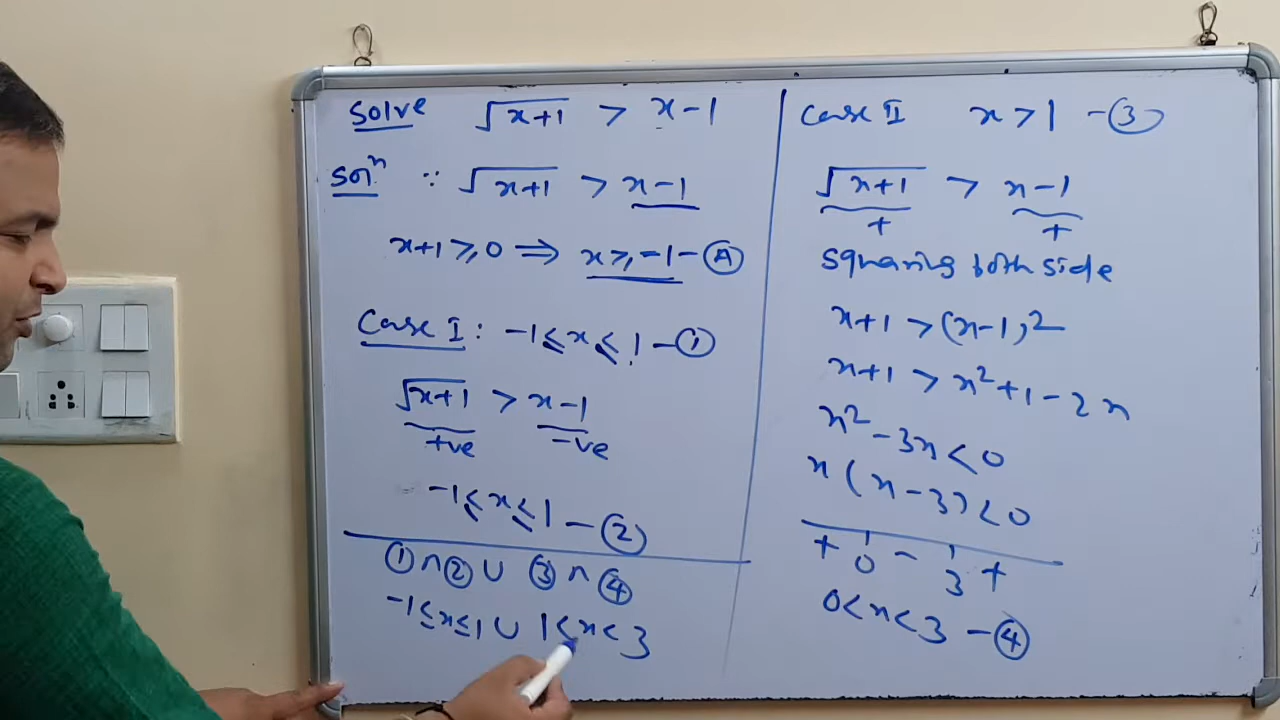 Solve √x+1 > x-1
Solⁿ ∵ √x+1 > x-1
x+1 ⩾ 0 ⇒ x ⩾ -1 - Ⓐ
Case I : -1 ⩽ x ⩽ 1 - ①
√x+1 > x-1
+ve -ve
-1 ⩽ x ⩽ 1 - ②
① ∩ ② ∪ ③ ∩ ④
-1 ≤ x ≤ 1 ∪ 1 ≤ x < 3
Case II x > 1 - ③
√x+1 > x-1
+ +
Squaring both side
x+1 > (x-1)²
x+1 > x²+1-2x
x²-3x < 0
x(x-3) < 0
+ 0 - 3 +
0 < x < 3 - ④